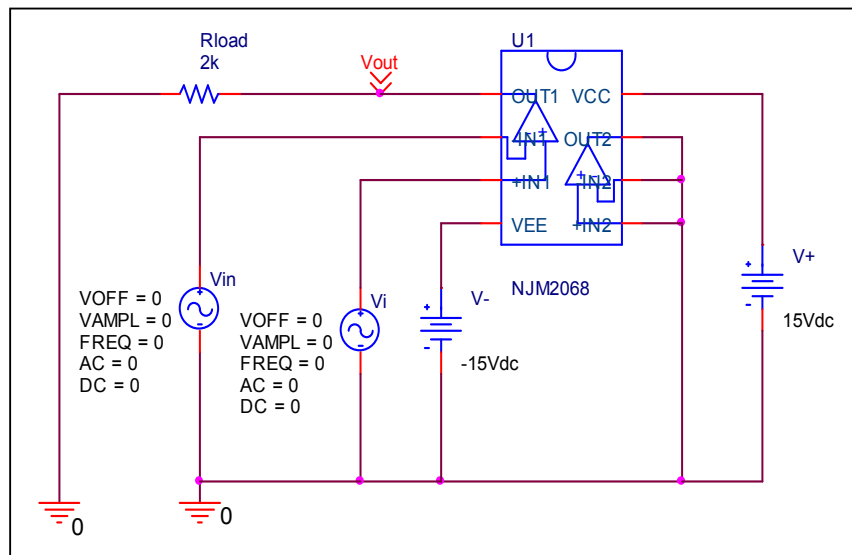 Rload
2k
Vout
U1
OUT1
VCC
-IN1
OUT2
+IN1
-IN2
VEE
+IN2
+
+
NJM2068
Vin
+
-
VOFF = 0
VAMPL = 0
FREQ = 0
AC = 0
DC = 0
Vi
+
-
VOFF = 0
VAMPL = 0
FREQ = 0
AC = 0
DC = 0
V-
+
-
-15Vdc
V+
+
-
15Vdc
0
0